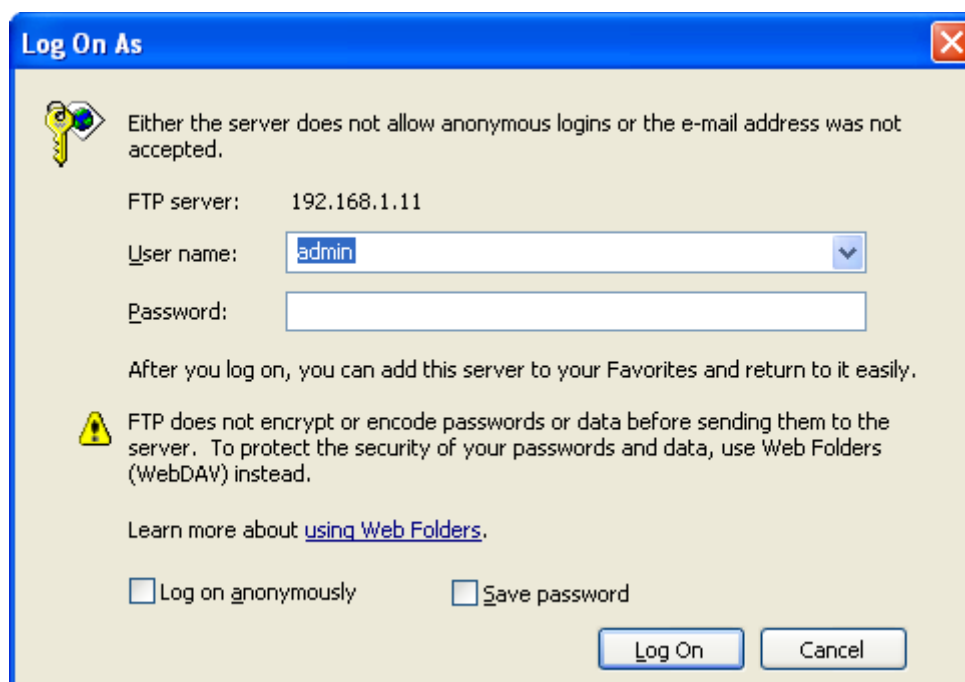 Log On As
Either the server does not allow anonymous logins or the e-mail address was not
accepted.
FTP server: 192.168.1.11
User name: admin
Password:
After you log on, you can add this server to your Favorites and return to it easily.
FTP does not encrypt or encode passwords or data before sending them to the
server. To protect the security of your passwords and data, use Web Folders
(WebDAV) instead.
Learn more about using Web Folders.
Log on anonymously Save password
Log On Cancel